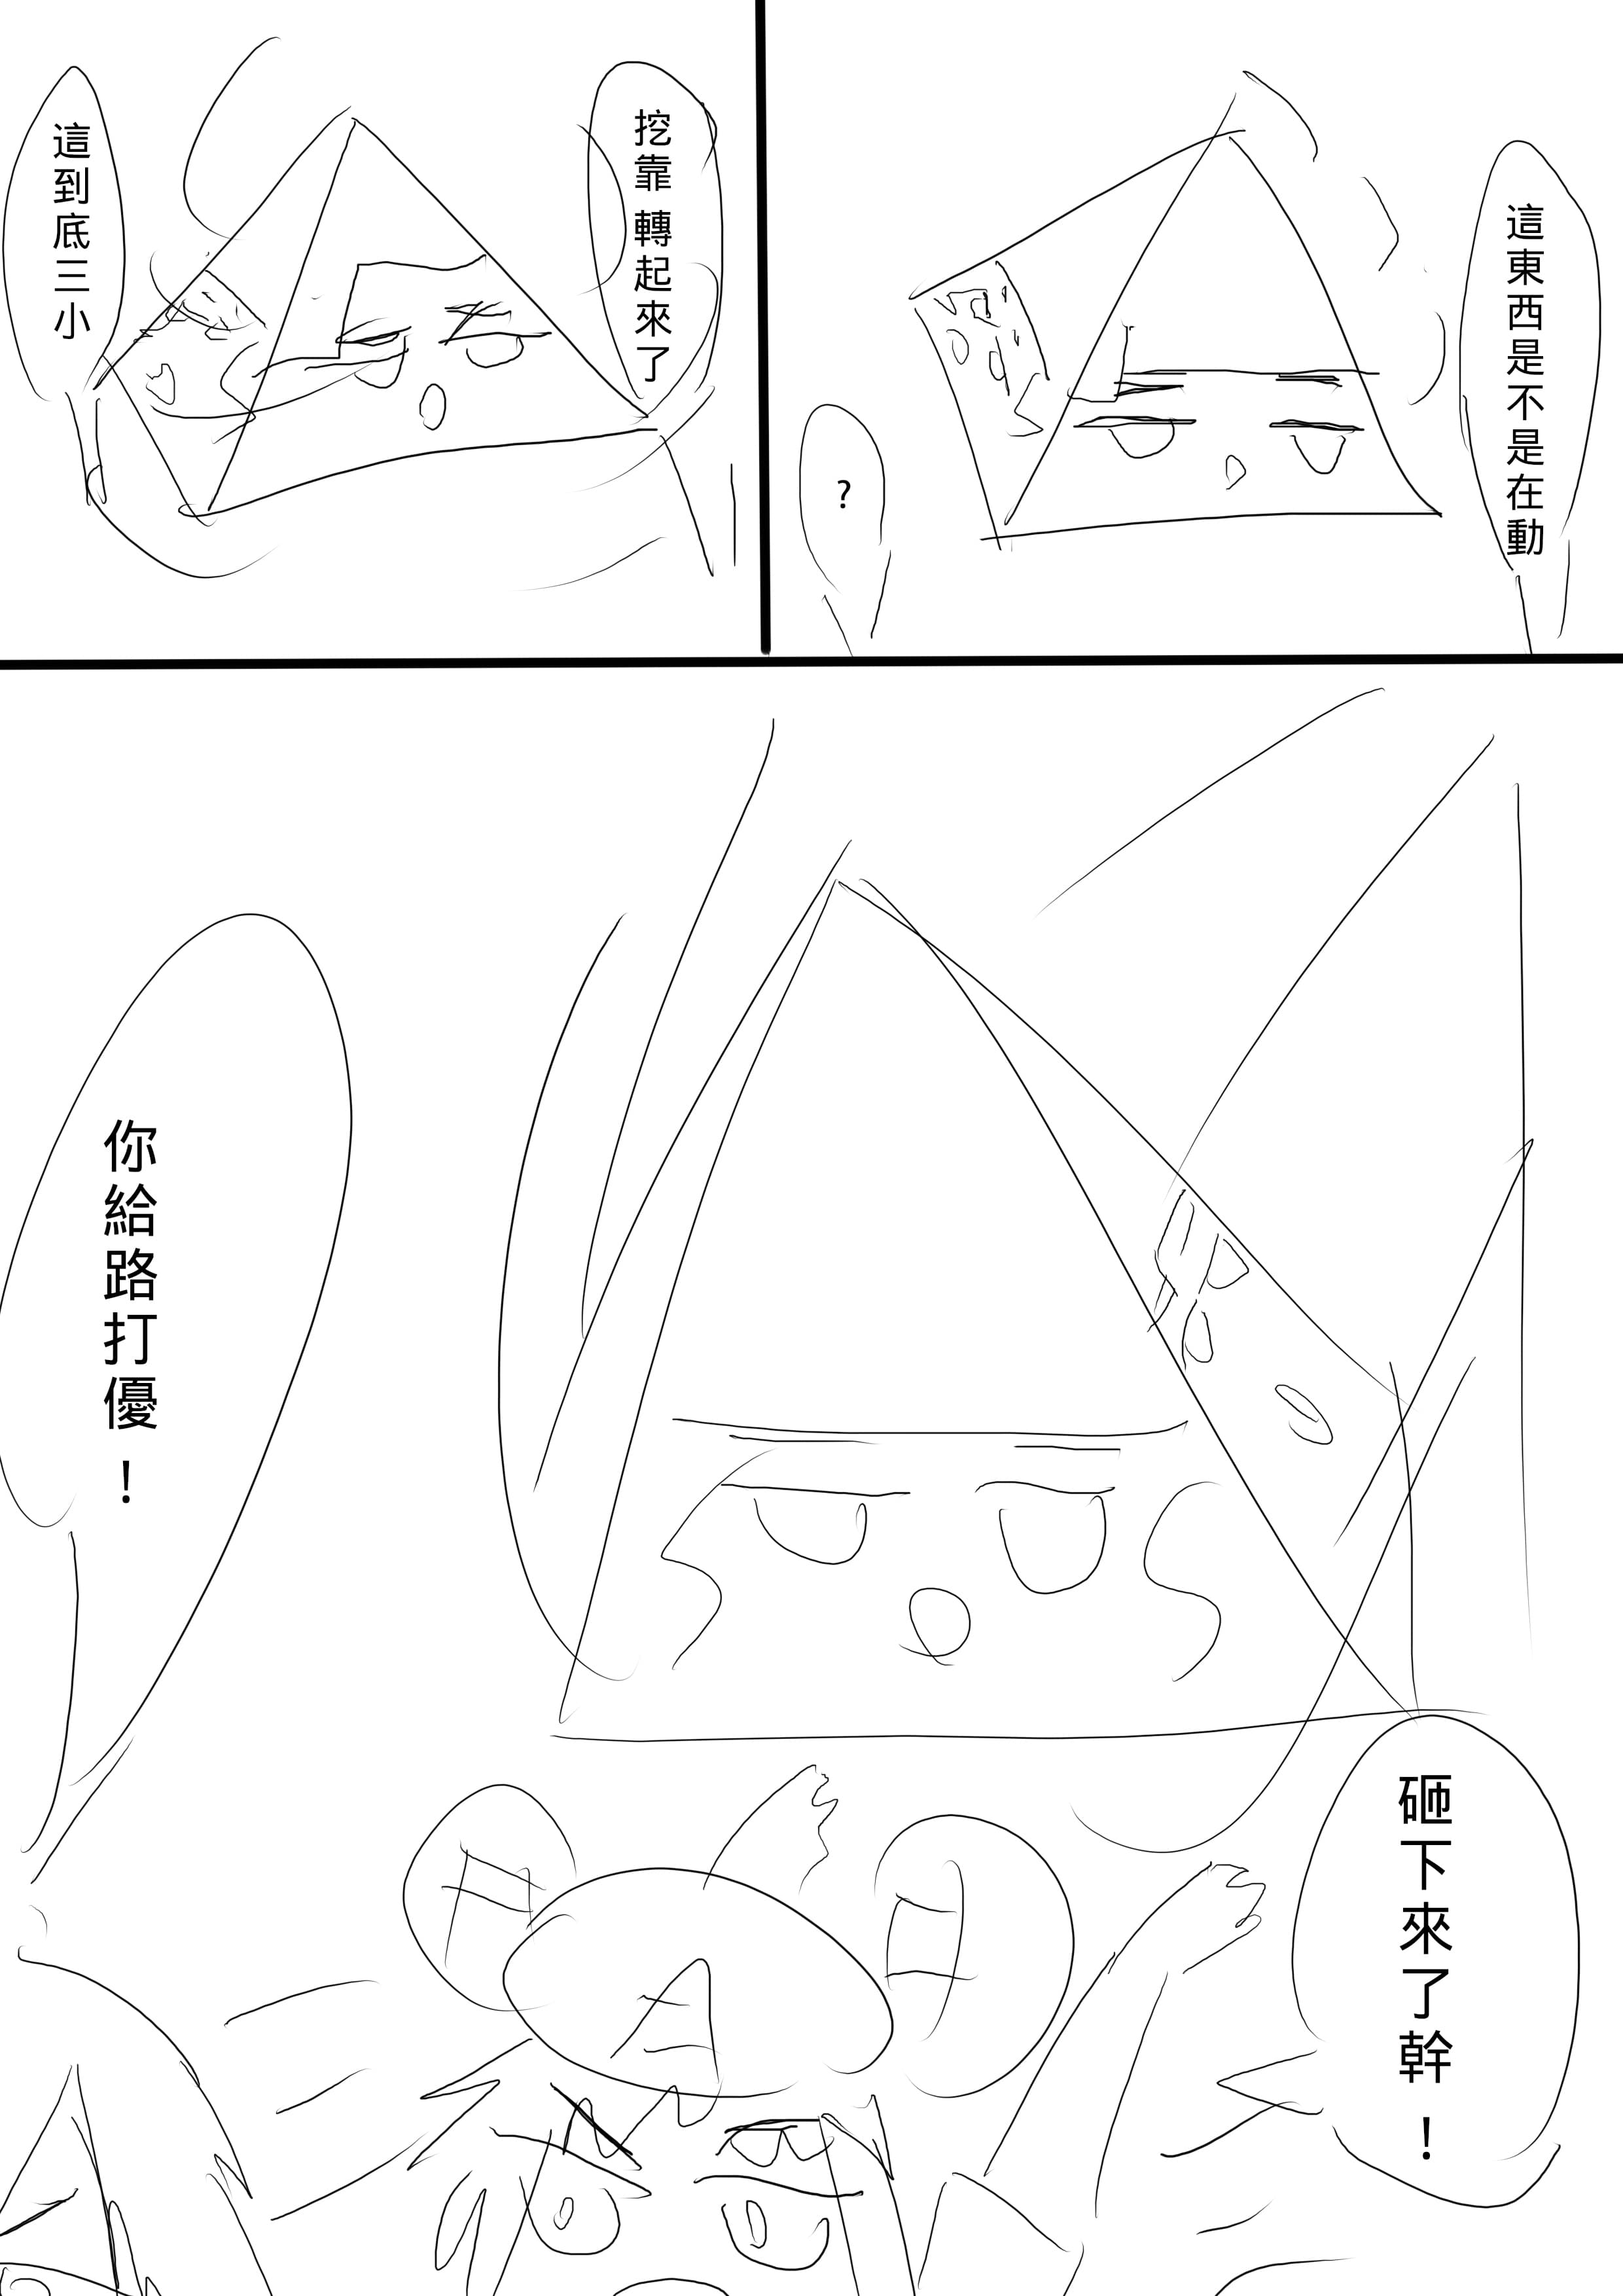 這東西是不是在動
?
挖靠 轉起來了
這到底三小
砸下來了幹！
你給路打優！